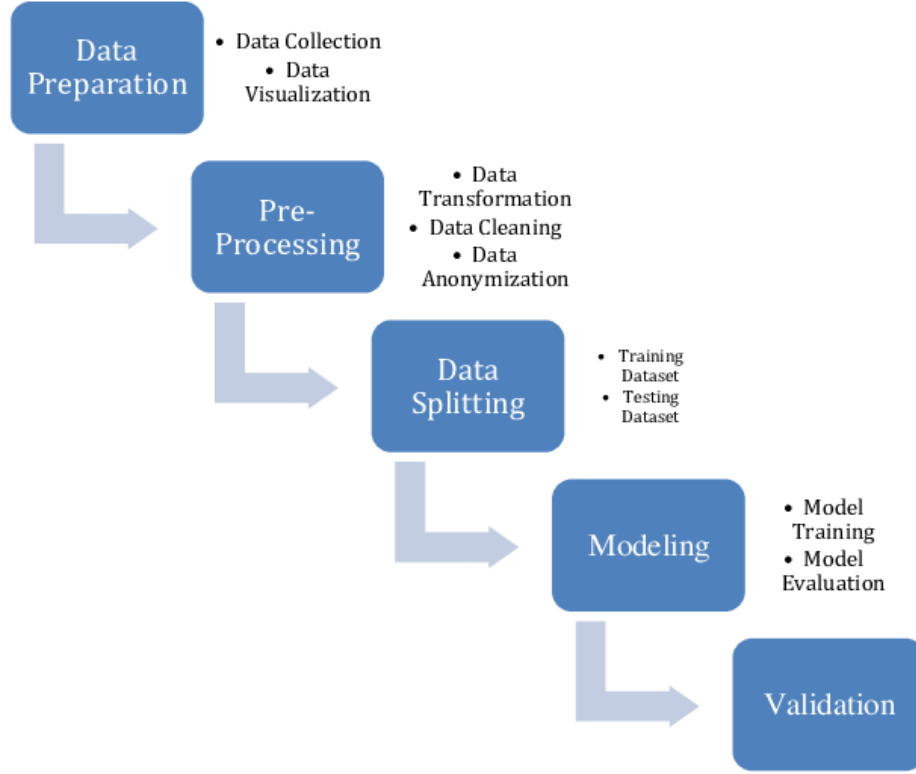 Data
Preparation
• Data Collection
• Data
Visualization
Pre-
Processing
• Data
Transformation
• Data Cleaning
• Data
Anonymization
Data
Splitting
• Training
Dataset
• Testing
Dataset
Modeling
• Model
Training
• Model
Evaluation
Validation